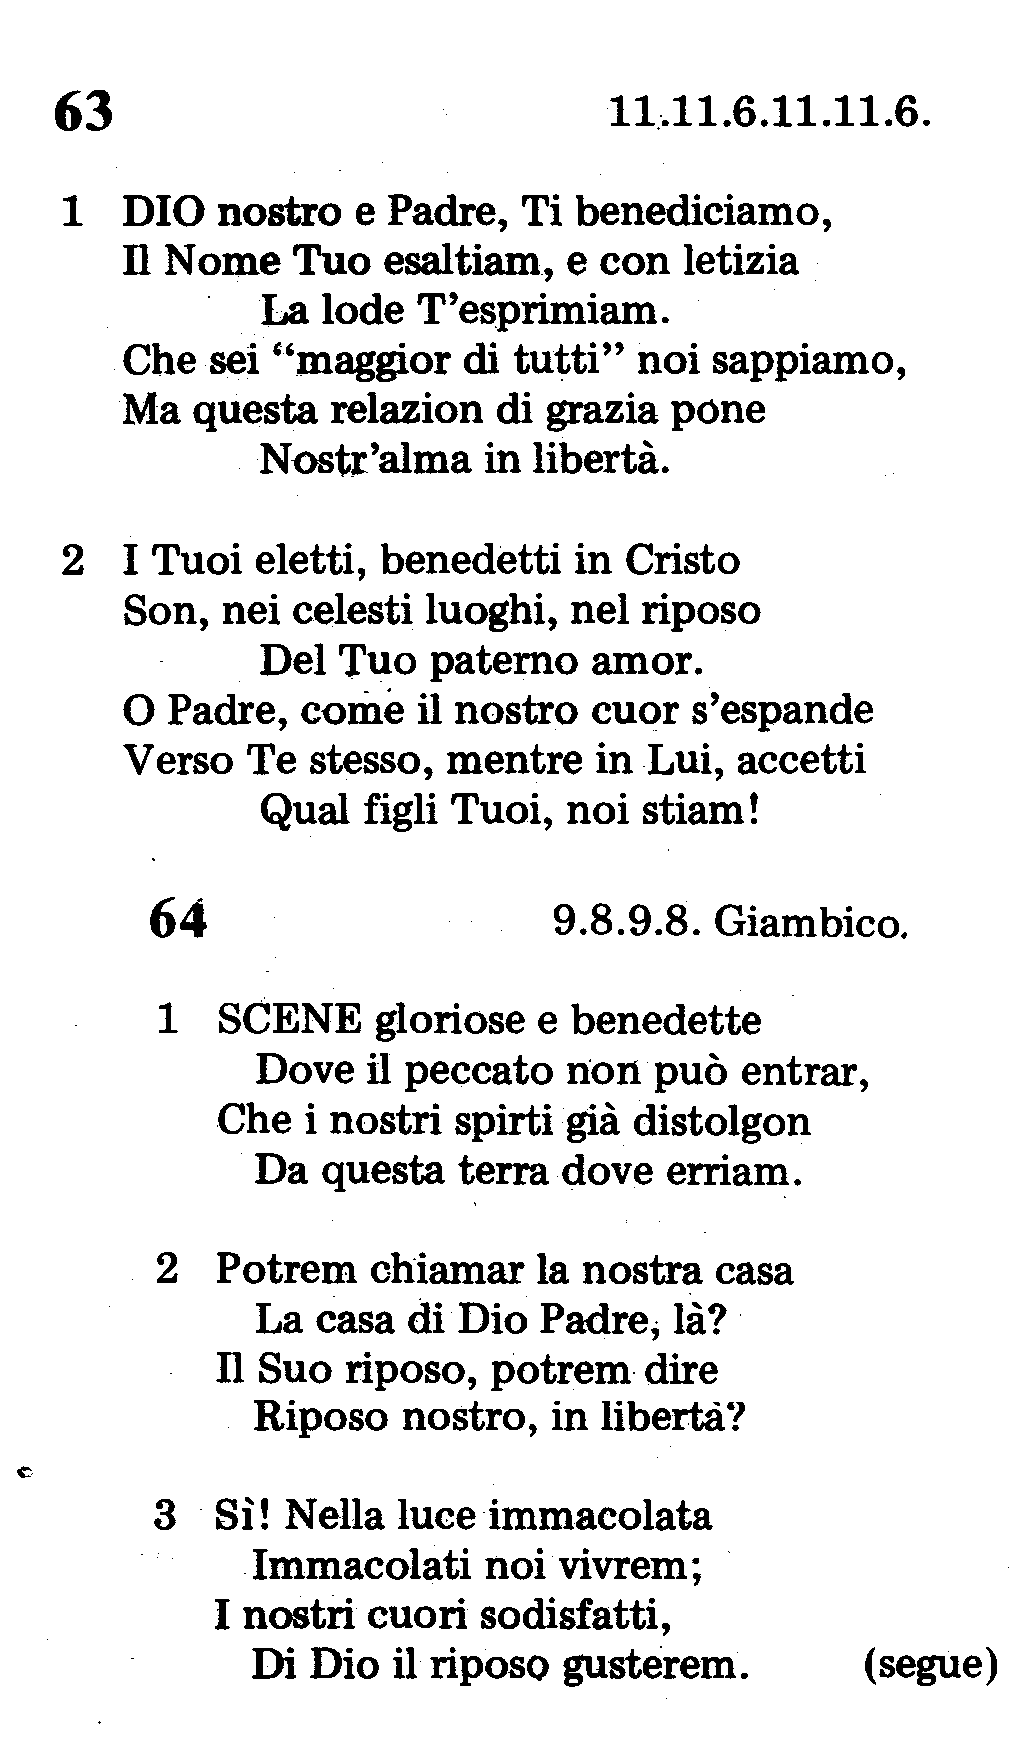 63 11.11.6.11.11.6.
1 DIO nostro e Padre, Ti benediciamo,
Il Nome Tuo esaltiam, e con letizia
La lode T’esprimiam.
Che sei “maggior di tutti” noi sappiamo,
Ma questa relazion di grazia pone
Nostr’alma in libertà.
2 I Tuoi eletti, benedetti in Cristo
Son, nei celesti luoghi, nel riposo
Del Tuo paterno amor.
O Padre, come il nostro cuor s’espande
Verso Te stesso, mentre in Lui, accetti
Qual figli Tuoi, noi stiam!
64 9.8.9.8. Giambico.
1 SCENE gloriose e benedette
Dove il peccato non può entrar,
Che i nostri spirti già distolgon
Da questa terra dove erriam.
2 Potrem chiamar la nostra casa
La casa di Dio Padre, là?
Il Suo riposo, potrem dire
Riposo nostro, in libertà?
3 Sì! Nella luce immacolata
Immacolati noi vivrem;
I nostri cuori sodisfatti,
Di Dio il riposo gusterem. (segue)